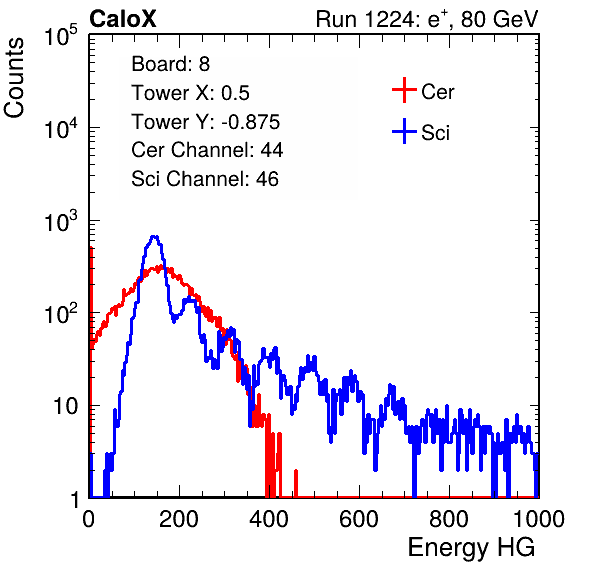 CaloX Run 1224: e⁺, 80 GeV
Counts
Board: 8
Tower X: 0.5
Tower Y: -0.875
Cer Channel: 44
Sci Channel: 46
Cer
Sci
10⁵
10⁴
10³
10²
10
1
0 200 400 600 800 1000
Energy HG